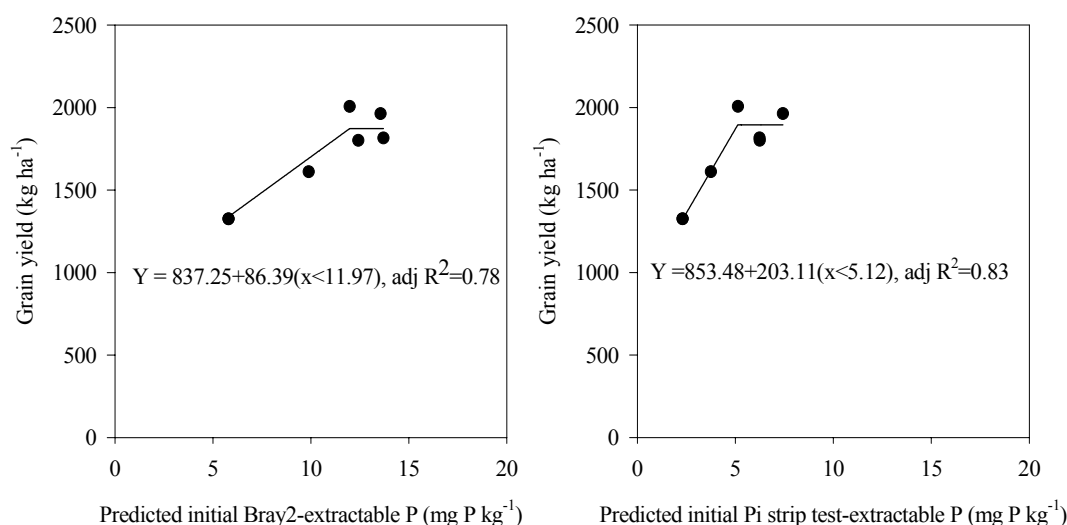 Grain yield (kg ha-1)
2500
2000
1500
1000
500
0
Y = 837.25+86.39(x<11.97), adj R2=0.78
0 5 10 15 20
Predicted initial Bray2-extractable P (mg P kg-1)
Grain yield (kg ha-1)
2500
2000
1500
1000
500
0
Y =853.48+203.11(x<5.12), adj R2=0.83
0 5 10 15 20
Predicted initial Pi strip test-extractable P (mg P kg-1)